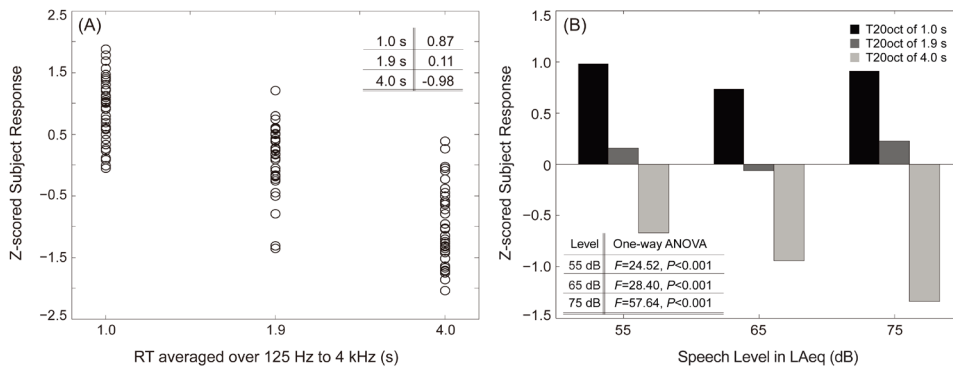 (A)
2.5
1.5
0.5
−0.5
−1.5
−2.5
Z-scored Subject Response
1.0 s 0.87
1.9 s 0.11
4.0 s -0.98
1.0 1.9 4.0
RT averaged over 125 Hz to 4 kHz (s)
(B)
1.5
1.0
0.5
0
−0.5
−1.0
−1.5
Z-scored Subject Response
T20oct of 1.0 s
T20oct of 1.9 s
T20oct of 4.0 s
Level One-way ANOVA
55 dB F=24.52, P<0.001
65 dB F=28.40, P<0.001
75 dB F=57.64, P<0.001
55 65 75
Speech Level in LAeq (dB)